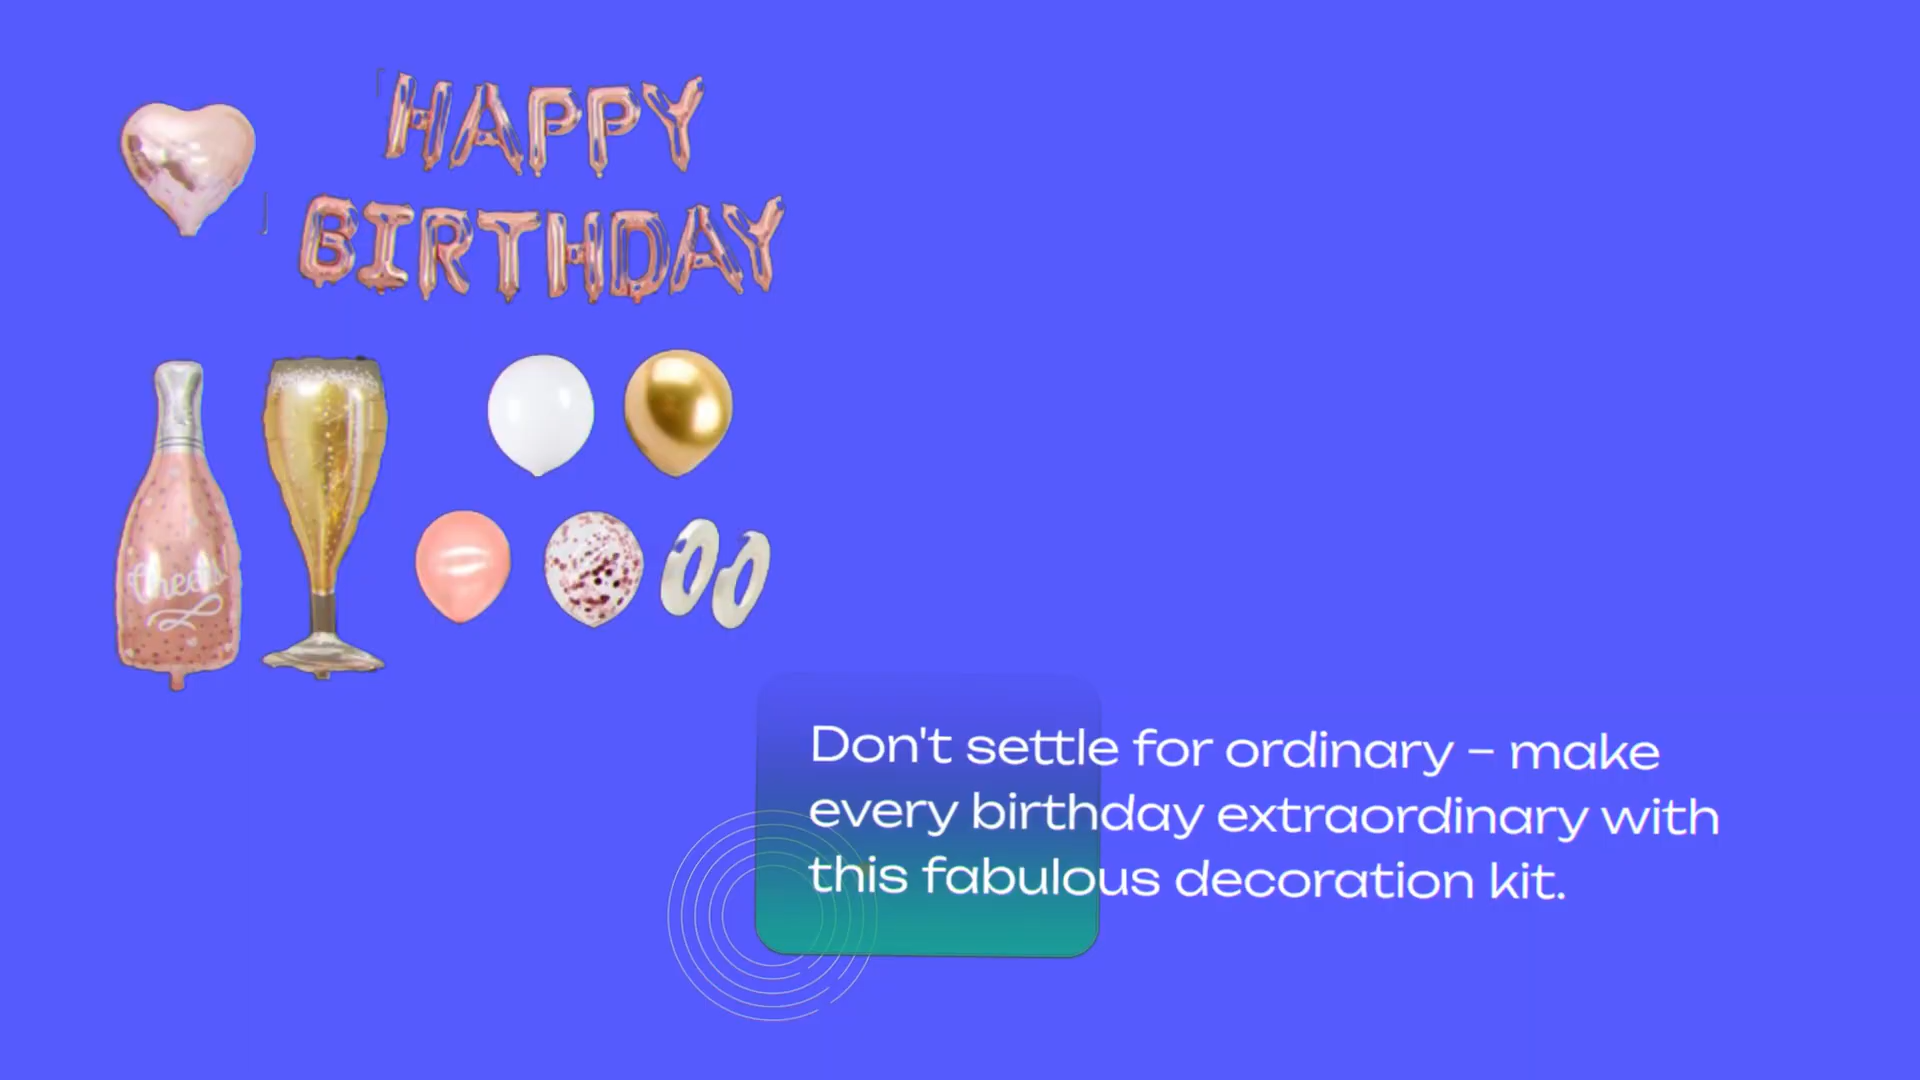 HAPPY
BIRTHDAY
Cheers
Don't settle for ordinary – make
every birthday extraordinary with
this fabulous decoration kit.